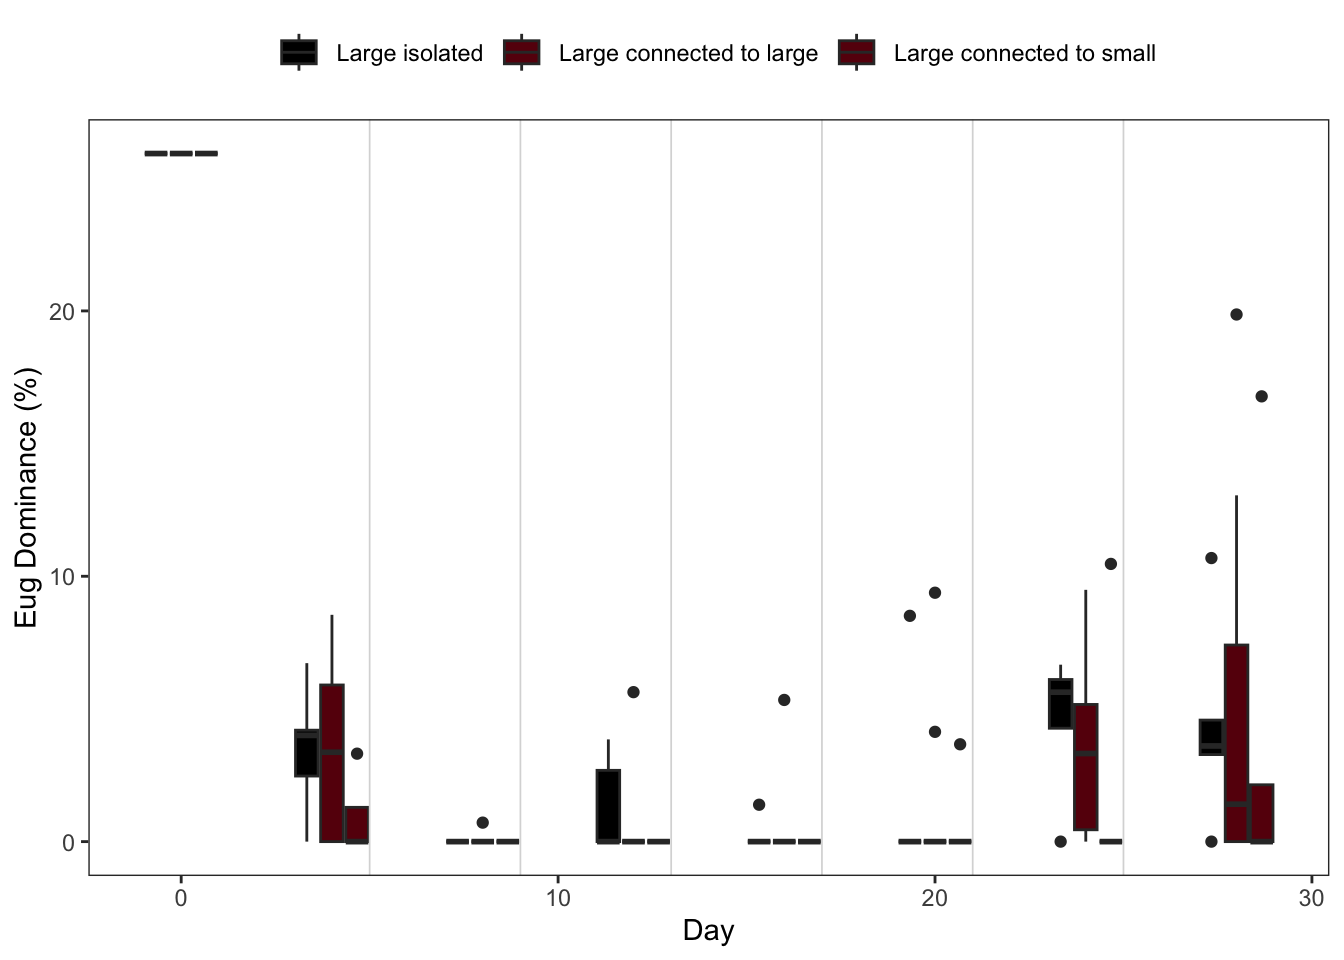 Large isolated Large connected to large Large connected to small
Eug Dominance (%)
20
10
0
0 10 20 30
Day